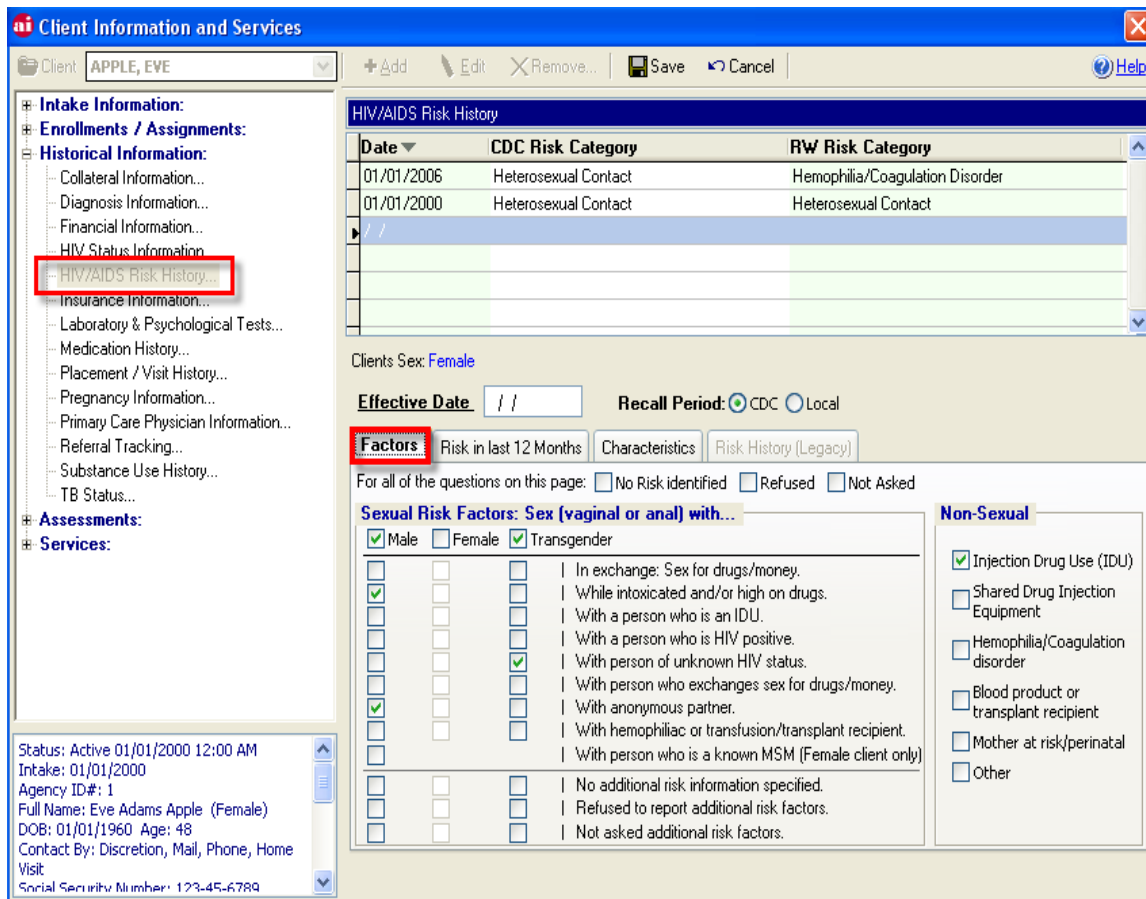 ai Client Information and Services
Client APPLE, EVE Add Edit Remove... Save Cancel Help
Intake Information:
Enrollments / Assignments:
Historical Information:
Collateral Information...
Diagnosis Information...
Financial Information...
HIV Status Information...
HIV/AIDS Risk History...
Insurance Information...
Laboratory & Psychological Tests...
Medication History...
Placement / Visit History...
Pregnancy Information...
Primary Care Physician Information...
Referral Tracking...
Substance Use History...
TB Status...
Assessments:
Services:
Status: Active 01/01/2000 12:00 AM
Intake: 01/01/2000
Agency ID#: 1
Full Name: Eve Adams Apple (Female)
DOB: 01/01/1960 Age: 48
Contact By: Discretion, Mail, Phone, Home
Visit
Social Security Number: 123-45-6789
HIV/AIDS Risk History
Date CDC Risk Category RW Risk Category
01/01/2006 Heterosexual Contact Hemophilia/Coagulation Disorder
01/01/2000 Heterosexual Contact Heterosexual Contact
/ /
Clients Sex: Female
Effective Date / / Recall Period: CDC Local
Factors Risk in last 12 Months Characteristics Risk History (Legacy)
For all of the questions on this page: No Risk identified Refused Not Asked
Sexual Risk Factors: Sex (vaginal or anal) with...
Male Female Transgender
| In exchange: Sex for drugs/money.
| While intoxicated and/or high on drugs.
| With a person who is an IDU.
| With a person who is HIV positive.
| With person of unknown HIV status.
| With person who exchanges sex for drugs/money.
| With anonymous partner.
| With hemophiliac or transfusion/transplant recipient.
| With person who is a known MSM (Female client only)
| No additional risk information specified.
| Refused to report additional risk factors.
| Not asked additional risk factors.
Non-Sexual
Injection Drug Use (IDU)
Shared Drug Injection
Equipment
Hemophilia/Coagulation
disorder
Blood product or
transplant recipient
Mother at risk/perinatal
Other